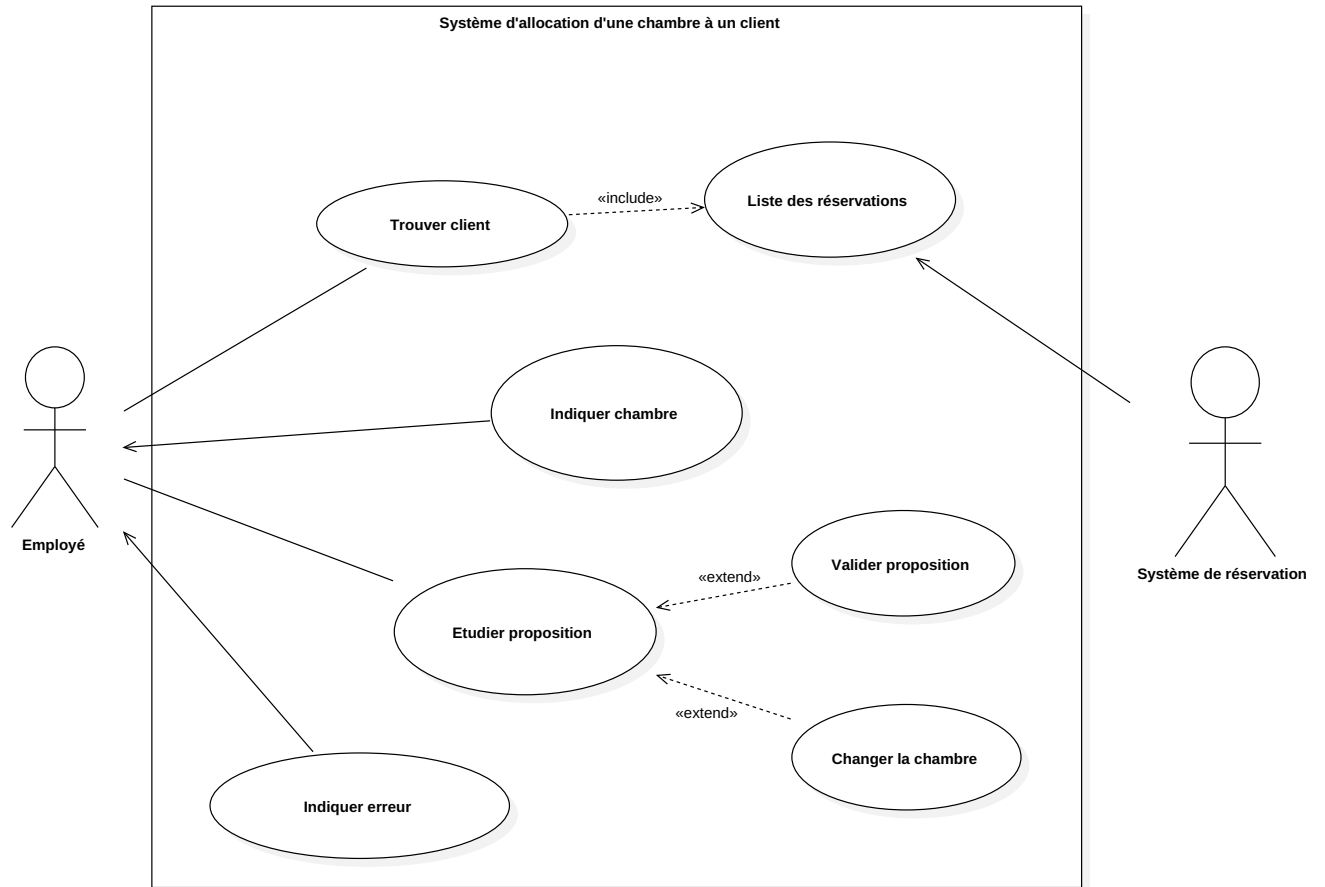 Système d'allocation d'une chambre à un client
«include»
Liste des réservations
Trouver client
Indiquer chambre
Employé
Valider proposition
Système de réservation
«extend»
Etudier proposition
«extend»
Changer la chambre
Indiquer erreur